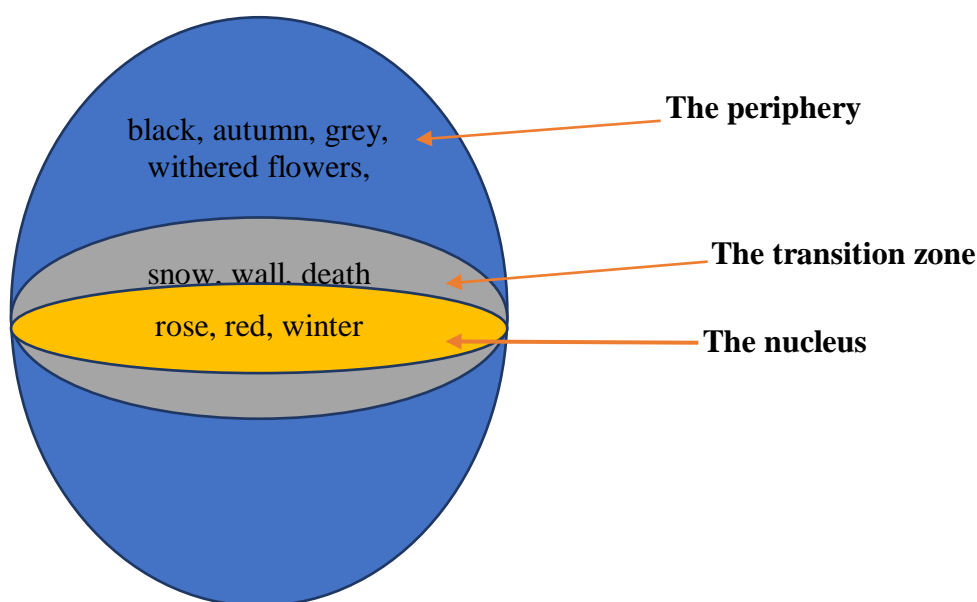 The periphery
black, autumn, grey,
withered flowers,
The transition zone
snow, wall, death
rose, red, winter
The nucleus